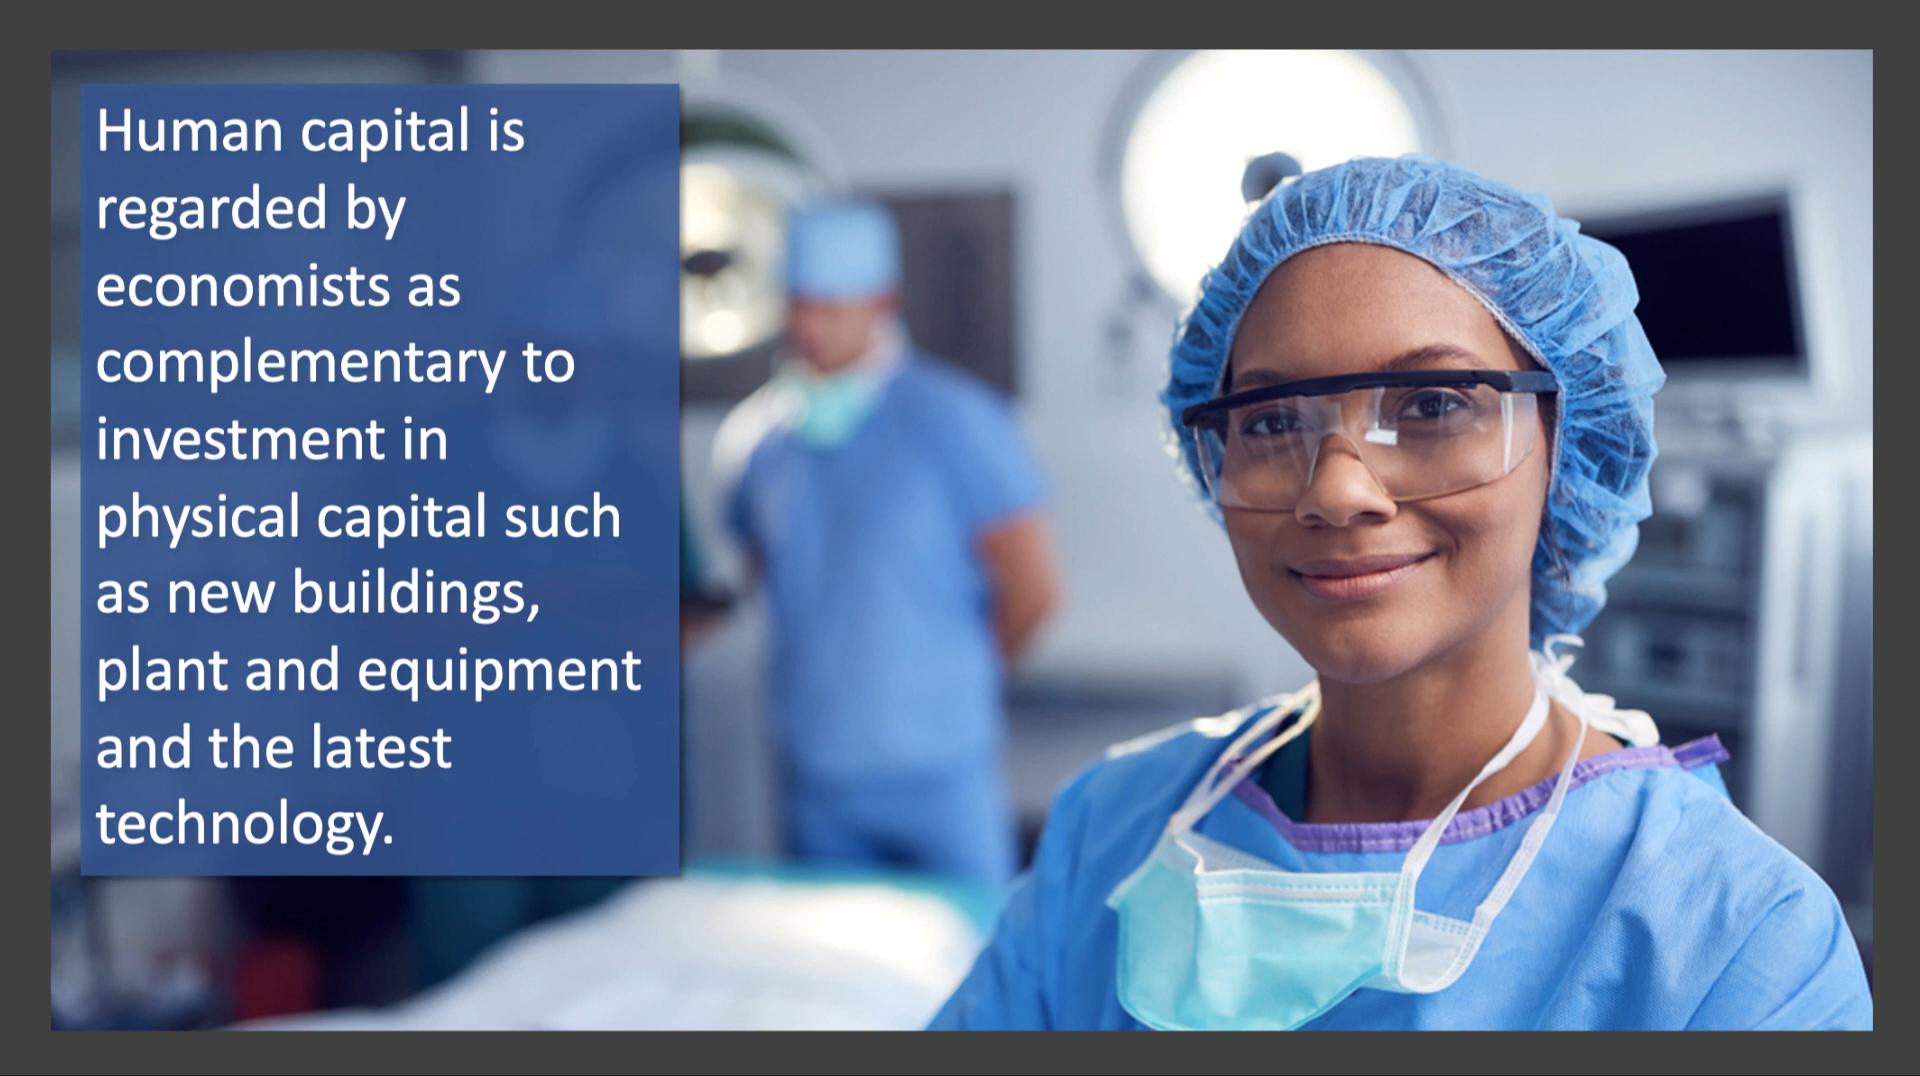 Human capital is
regarded by
economists as
complementary to
investment in
physical capital such
as new buildings,
plant and equipment
and the latest
technology.